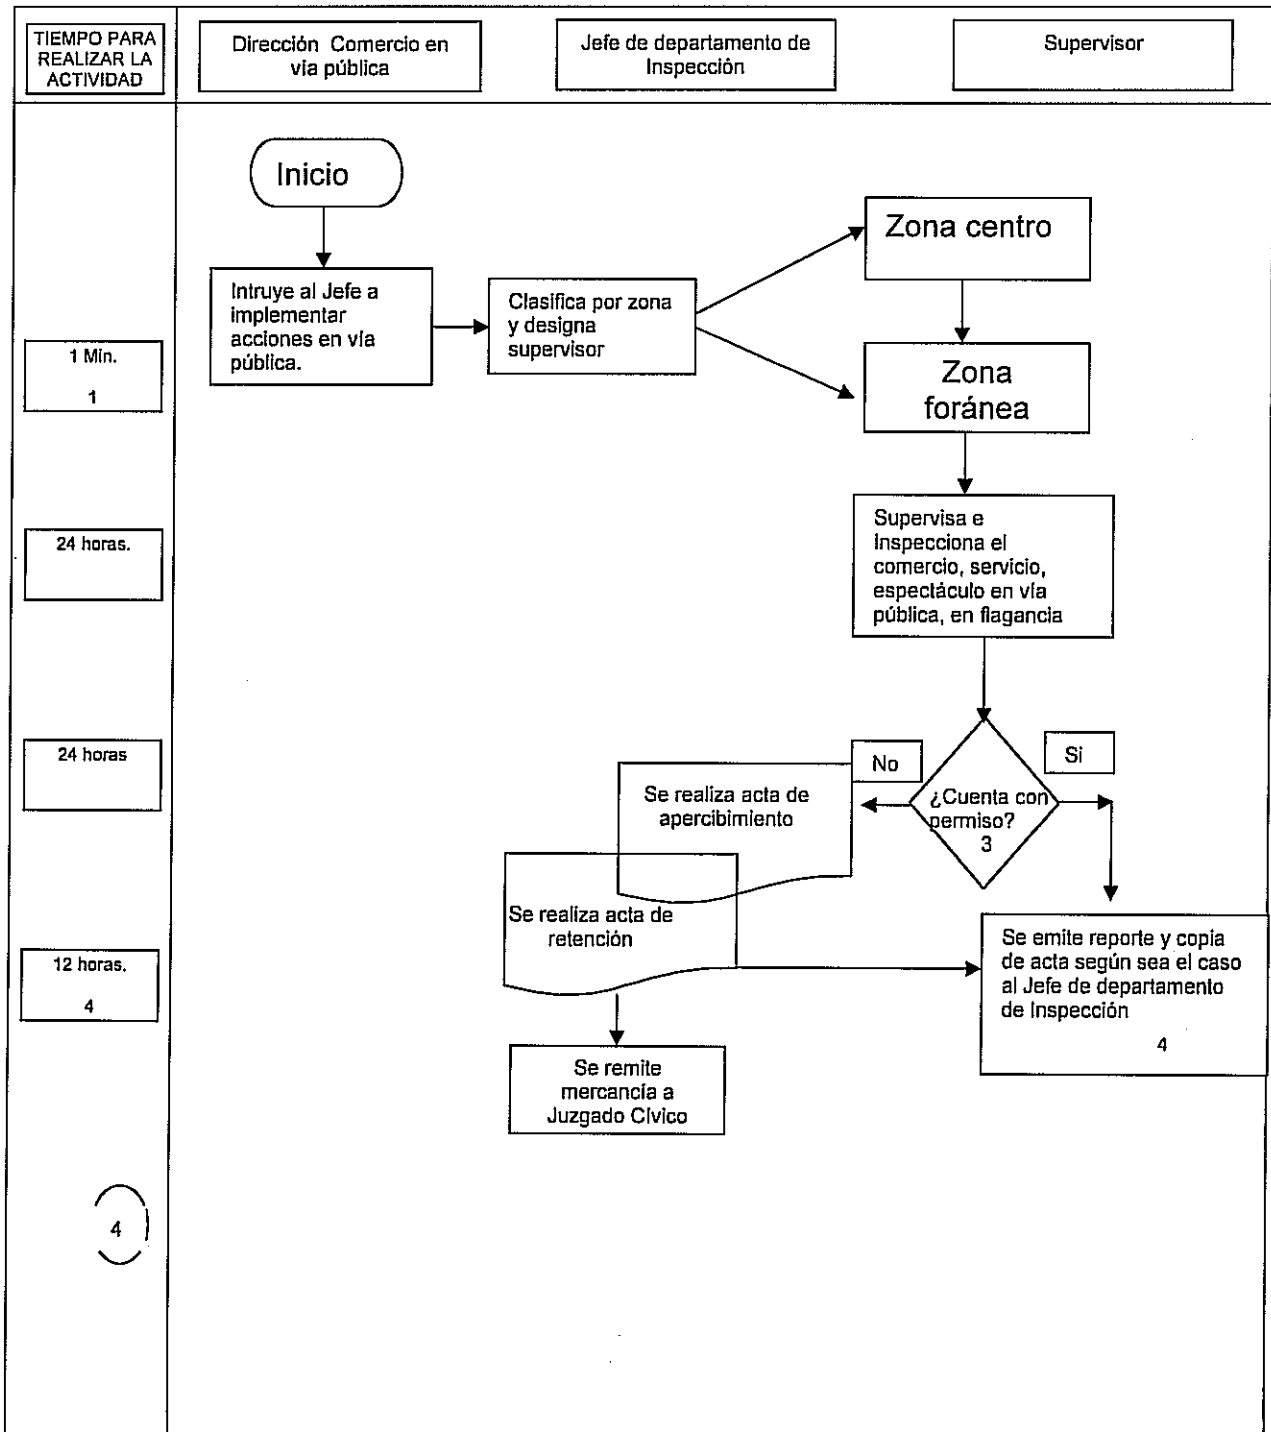 TIEMPO PARA
REALIZAR LA
ACTIVIDAD
Dirección Comercio en
vía pública
Jefe de departamento de
Inspección
Supervisor
Inicio
Zona centro
Intruye al Jefe a
implementar
acciones en vía
pública.
Clasifica por zona
y designa
supervisor
1 Min.
1
Zona
foránea
24 horas.
Supervisa e
Inspecciona el
comercio, servicio,
espectáculo en vía
pública, en flagancia
24 horas
No
Si
Se realiza acta de
apercibimiento
¿Cuenta con
permiso?
3
Se realiza acta de
retención
12 horas.
4
Se emite reporte y copia
de acta según sea el caso
al Jefe de departamento
de Inspección
4
Se remite
mercancía a
Juzgado Cívico
4